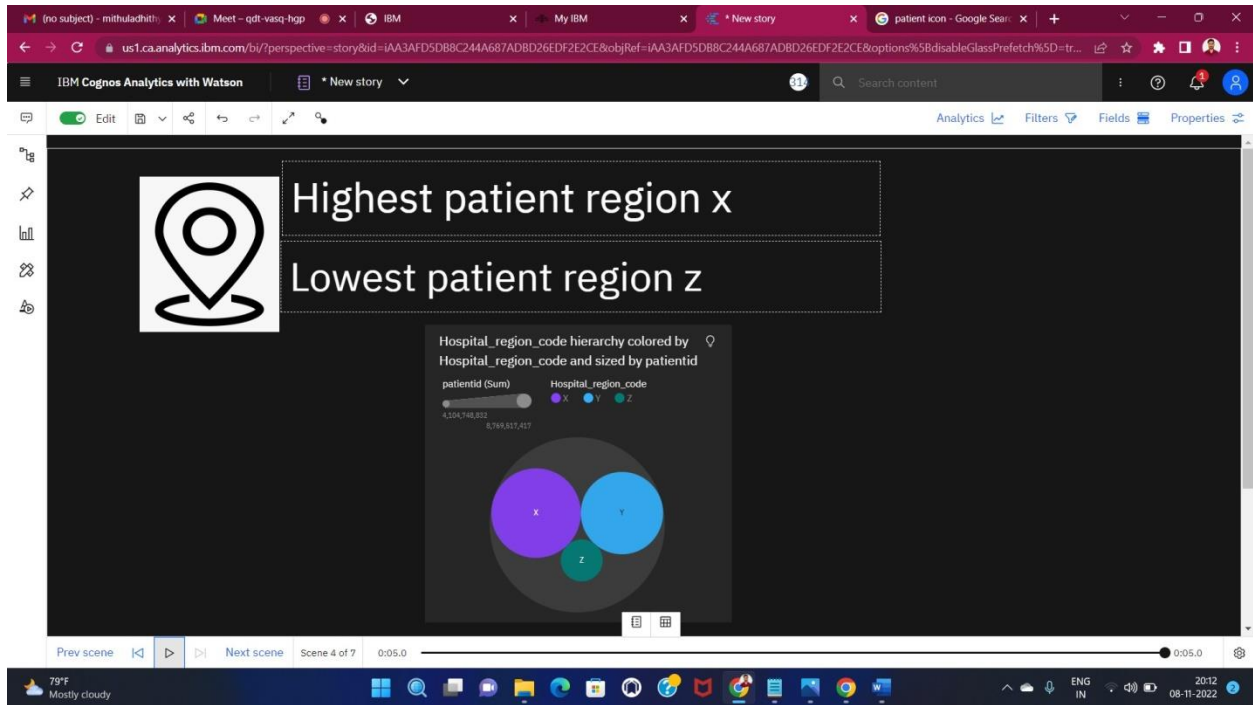 (no subject) - mithuladhith
Meet – qdt-vasq-hgp
IBM
My IBM
* New story
patient icon - Google Searc
us1.ca.analytics.ibm.com/bi/?perspective=story&id=iAA3AFD5DB8C244A687ADBD26EDF2E2CE&objRef=iAA3AFD5DB8C244A687ADBD26EDF2E2CE&options%5BdisableGlassPrefetch%5D=tr...
IBM Cognos Analytics with Watson
* New story
314
Search content
1
Edit
Analytics
Filters
Fields
Properties
Highest patient region x
Lowest patient region z
Hospital_region_code hierarchy colored by
Hospital_region_code and sized by patientid
patientid (Sum)
Hospital_region_code
X Y Z
4,104,748,832
8,769,617,417
X
Y
Z
Prev scene
Next scene
Scene 4 of 7
0:05.0
0:05.0
79°F
Mostly cloudy
ENG
IN
20:12
08-11-2022
2